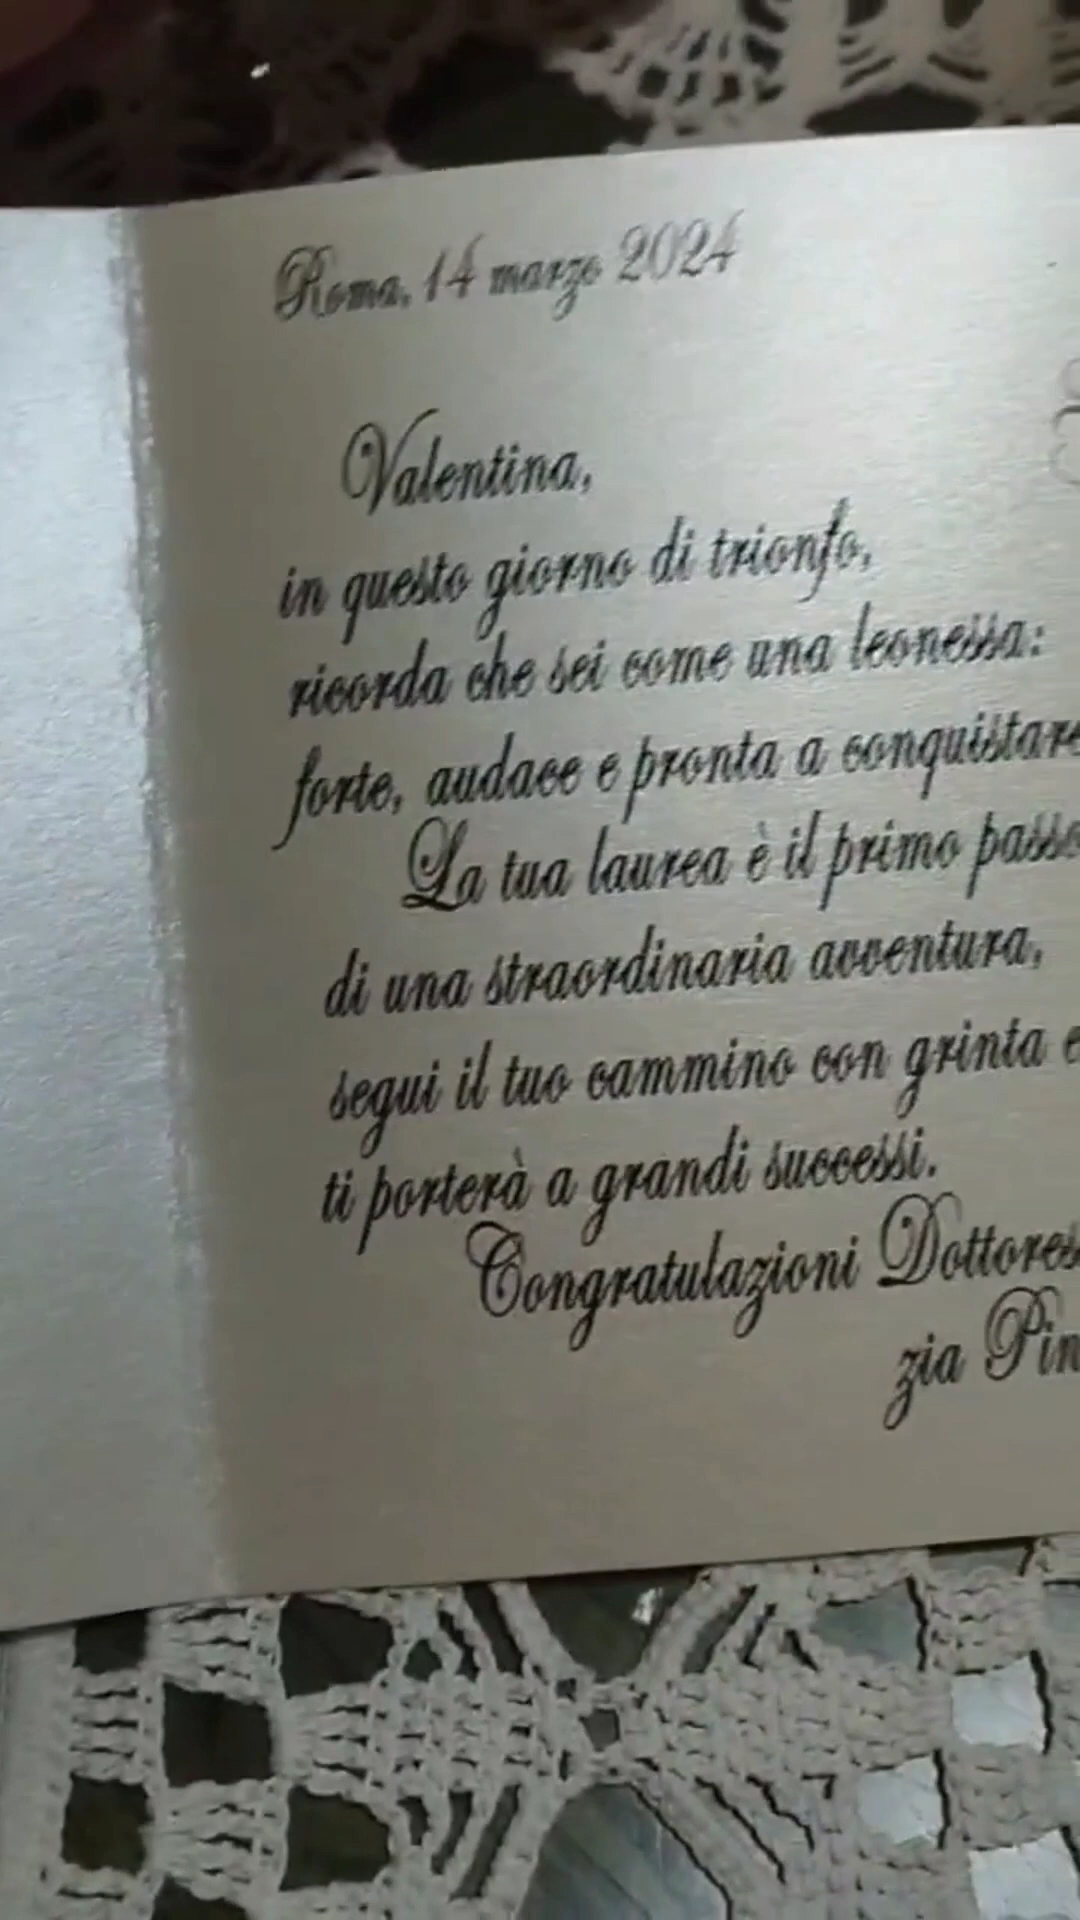 Roma, 14 marzo 2024
Valentina,
in questo giorno di trionfo,
ricorda che sei come una leonessa:
forte, audace e pronta a conquistare
La tua laurea è il primo passo
di una straordinaria avventura,
segui il tuo cammino con grinta e
ti porterà a grandi successi.
Congratulazioni Dottores
zia Pin